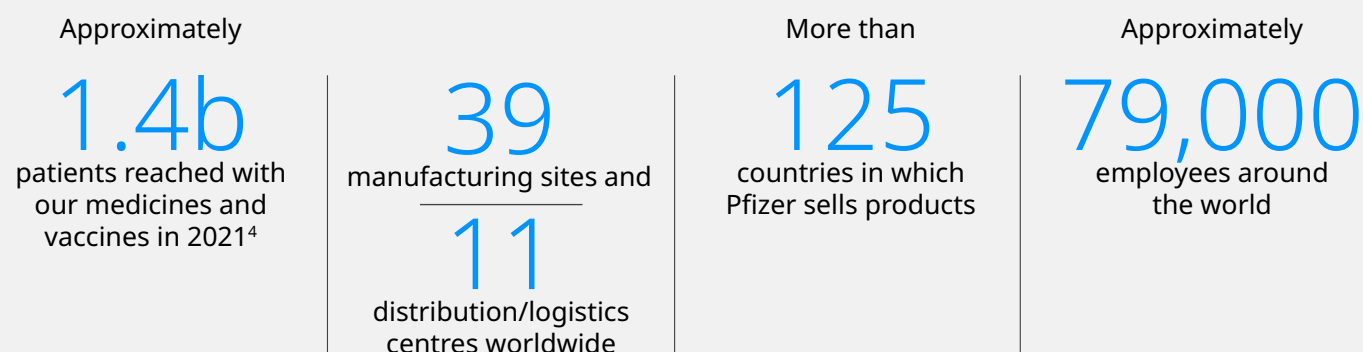 Approximately
1.4b
patients reached with
our medicines and
vaccines in 2021⁴
39
manufacturing sites and
11
distribution/logistics
centres worldwide
More than
125
countries in which
Pfizer sells products
Approximately
79,000
employees around
the world